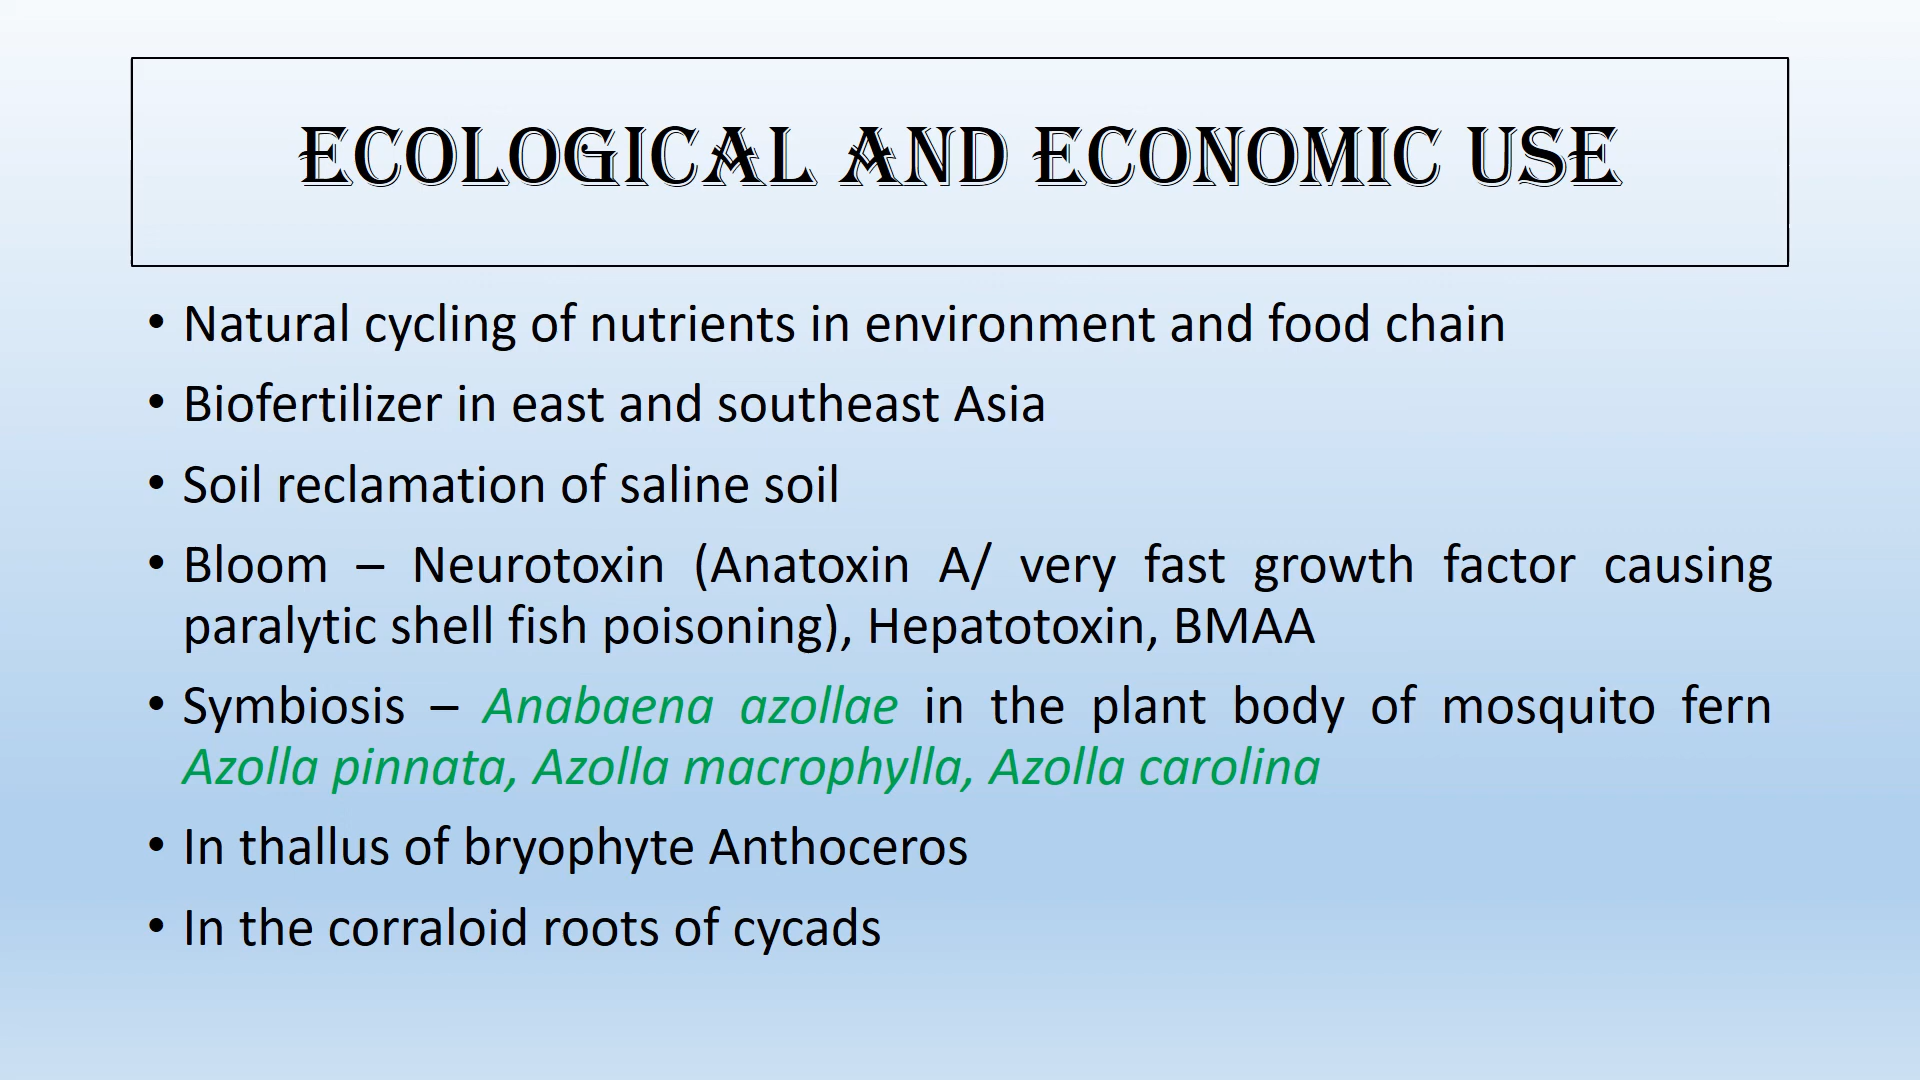 Ecological and Economic use
• Natural cycling of nutrients in environment and food chain
• Biofertilizer in east and southeast Asia
• Soil reclamation of saline soil
• Bloom – Neurotoxin (Anatoxin A/ very fast growth factor causing
paralytic shell fish poisoning), Hepatotoxin, BMAA
• Symbiosis – Anabaena azollae in the plant body of mosquito fern
Azolla pinnata, Azolla macrophylla, Azolla carolina
• In thallus of bryophyte Anthoceros
• In the corraloid roots of cycads